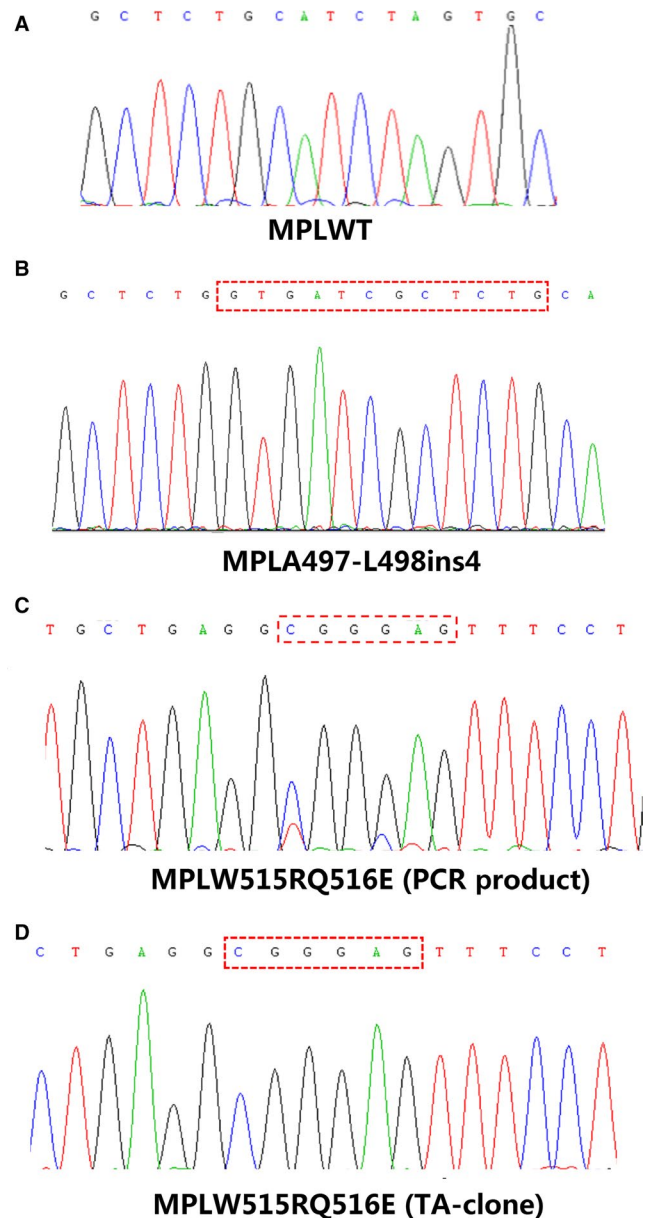 A
G C T C T G C A T C T A G T G C
MPLWT
B
G C T C T G G T G A T C G C T C T G C A
MPLA497-L498ins4
C
T G C T G A G G C G G G A G T T T C C T
MPLW515RQ516E (PCR product)
D
C T G A G G C G G G A G T T T C C T
MPLW515RQ516E (TA-clone)